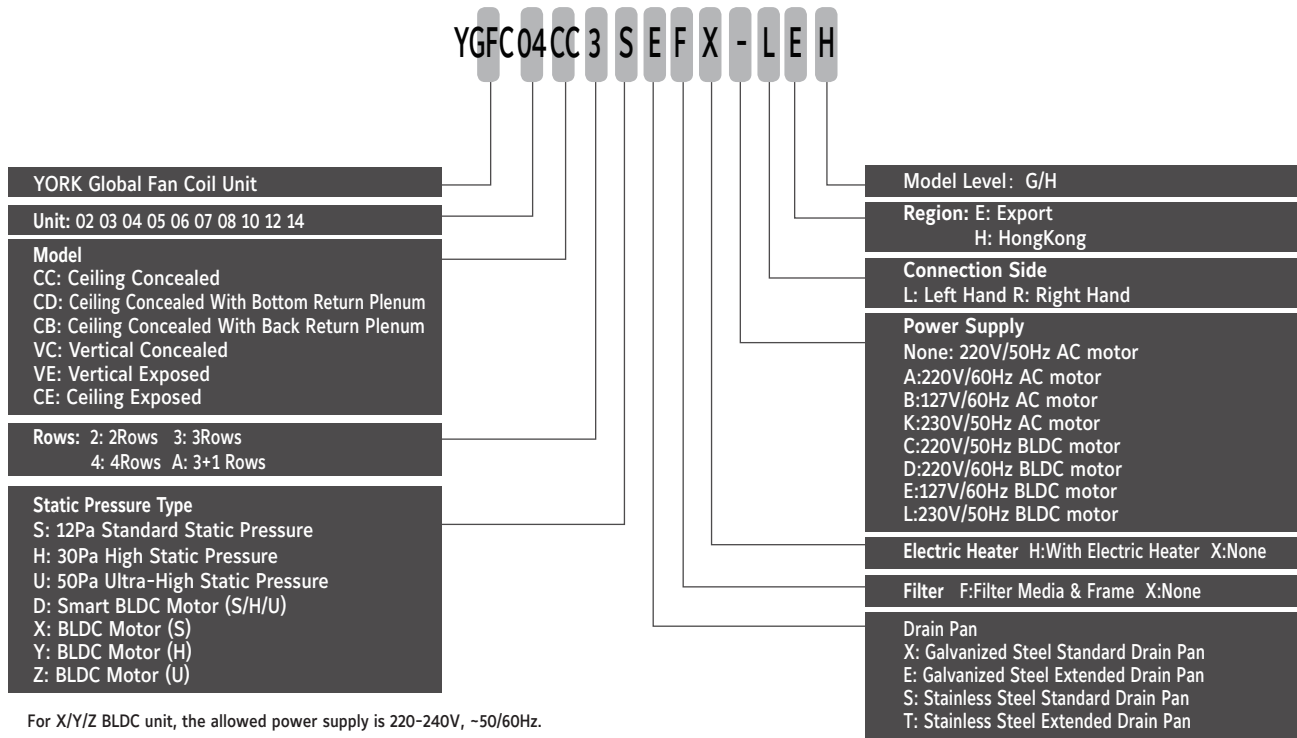 YGFC04CC3SEFX-LEH
YORK Global Fan Coil Unit
Unit: 02 03 04 05 06 07 08 10 12 14
Model
CC: Ceiling Concealed
CD: Ceiling Concealed With Bottom Return Plenum
CB: Ceiling Concealed With Back Return Plenum
VC: Vertical Concealed
VE: Vertical Exposed
CE: Ceiling Exposed
Rows: 2: 2Rows 3: 3Rows
4: 4Rows A: 3+1 Rows
Static Pressure Type
S: 12Pa Standard Static Pressure
H: 30Pa High Static Pressure
U: 50Pa Ultra-High Static Pressure
D: Smart BLDC Motor (S/H/U)
X: BLDC Motor (S)
Y: BLDC Motor (H)
Z: BLDC Motor (U)
For X/Y/Z BLDC unit, the allowed power supply is 220-240V, ~50/60Hz.
Model Level: G/H
Region: E: Export
H: HongKong
Connection Side
L: Left Hand R: Right Hand
Power Supply
None: 220V/50Hz AC motor
A:220V/60Hz AC motor
B:127V/60Hz AC motor
K:230V/50Hz AC motor
C:220V/50Hz BLDC motor
D:220V/60Hz BLDC motor
E:127V/60Hz BLDC motor
L:230V/50Hz BLDC motor
Electric Heater H:With Electric Heater X:None
Filter F:Filter Media & Frame X:None
Drain Pan
X: Galvanized Steel Standard Drain Pan
E: Galvanized Steel Extended Drain Pan
S: Stainless Steel Standard Drain Pan
T: Stainless Steel Extended Drain Pan